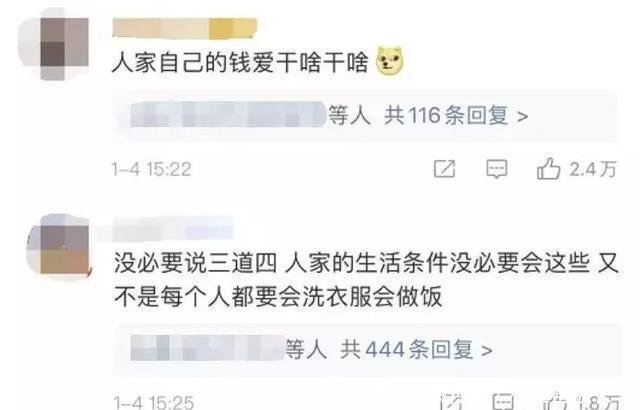 人家自己的钱爱干啥干啥
等人 共116条回复 >
1-4 15:22 2.4万
没必要说三道四 人家的生活条件没必要会这些 又
不是每个人都要会洗衣服会做饭
等人 共444条回复 >
1-4 15:25 1.8万